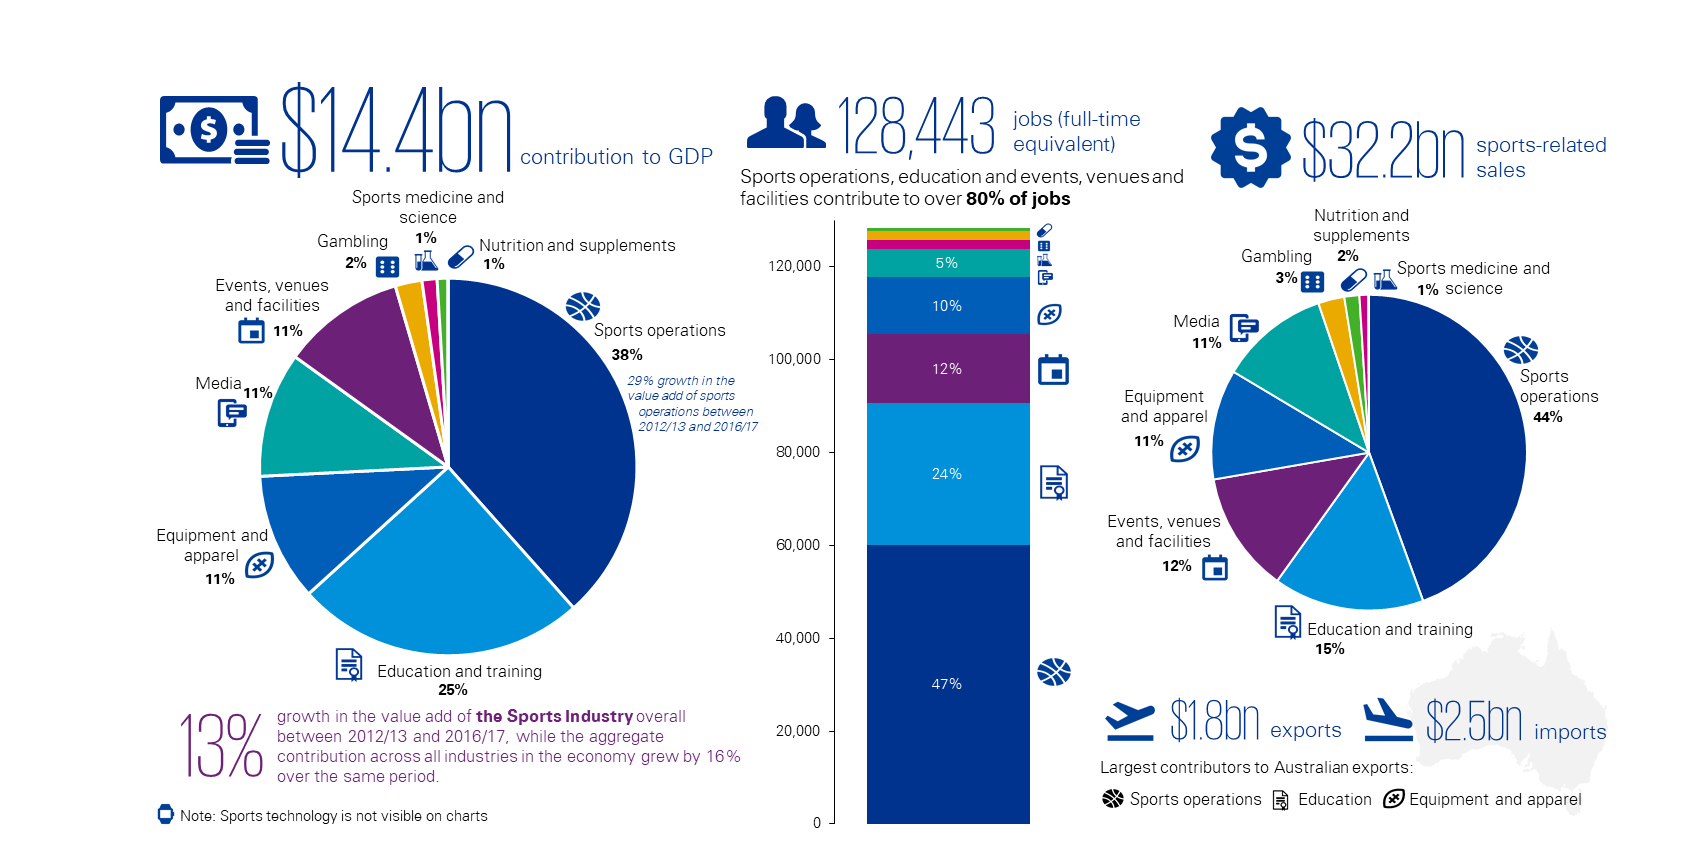 $14.4bn contribution to GDP
Sports medicine and
science
1%
Gambling
2%
Nutrition and supplements
1%
Events, venues
and facilities
11%
Sports operations
38%
29% growth in the
value add of sports
operations between
2012/13 and 2016/17
Media
11%
Equipment and
apparel
11%
Education and training
25%
13%
growth in the value add of the Sports Industry overall
between 2012/13 and 2016/17, while the aggregate
contribution across all industries in the economy grew by 16%
over the same period.
Note: Sports technology is not visible on charts
128,443 jobs (full-time
equivalent)
Sports operations, education and events, venues and
facilities contribute to over 80% of jobs
120,000
100,000
80,000
60,000
40,000
20,000
0
5%
10%
12%
24%
47%
$32.2bn sports-related
sales
Nutrition and
supplements
2%
Gambling
3%
Sports medicine and
1% science
Media
11%
Sports
operations
44%
Equipment
and apparel
11%
Events, venues
and facilities
12%
Education and training
15%
$1.8bn exports
$2.5bn imports
Largest contributors to Australian exports:
Sports operations
Education
Equipment and apparel